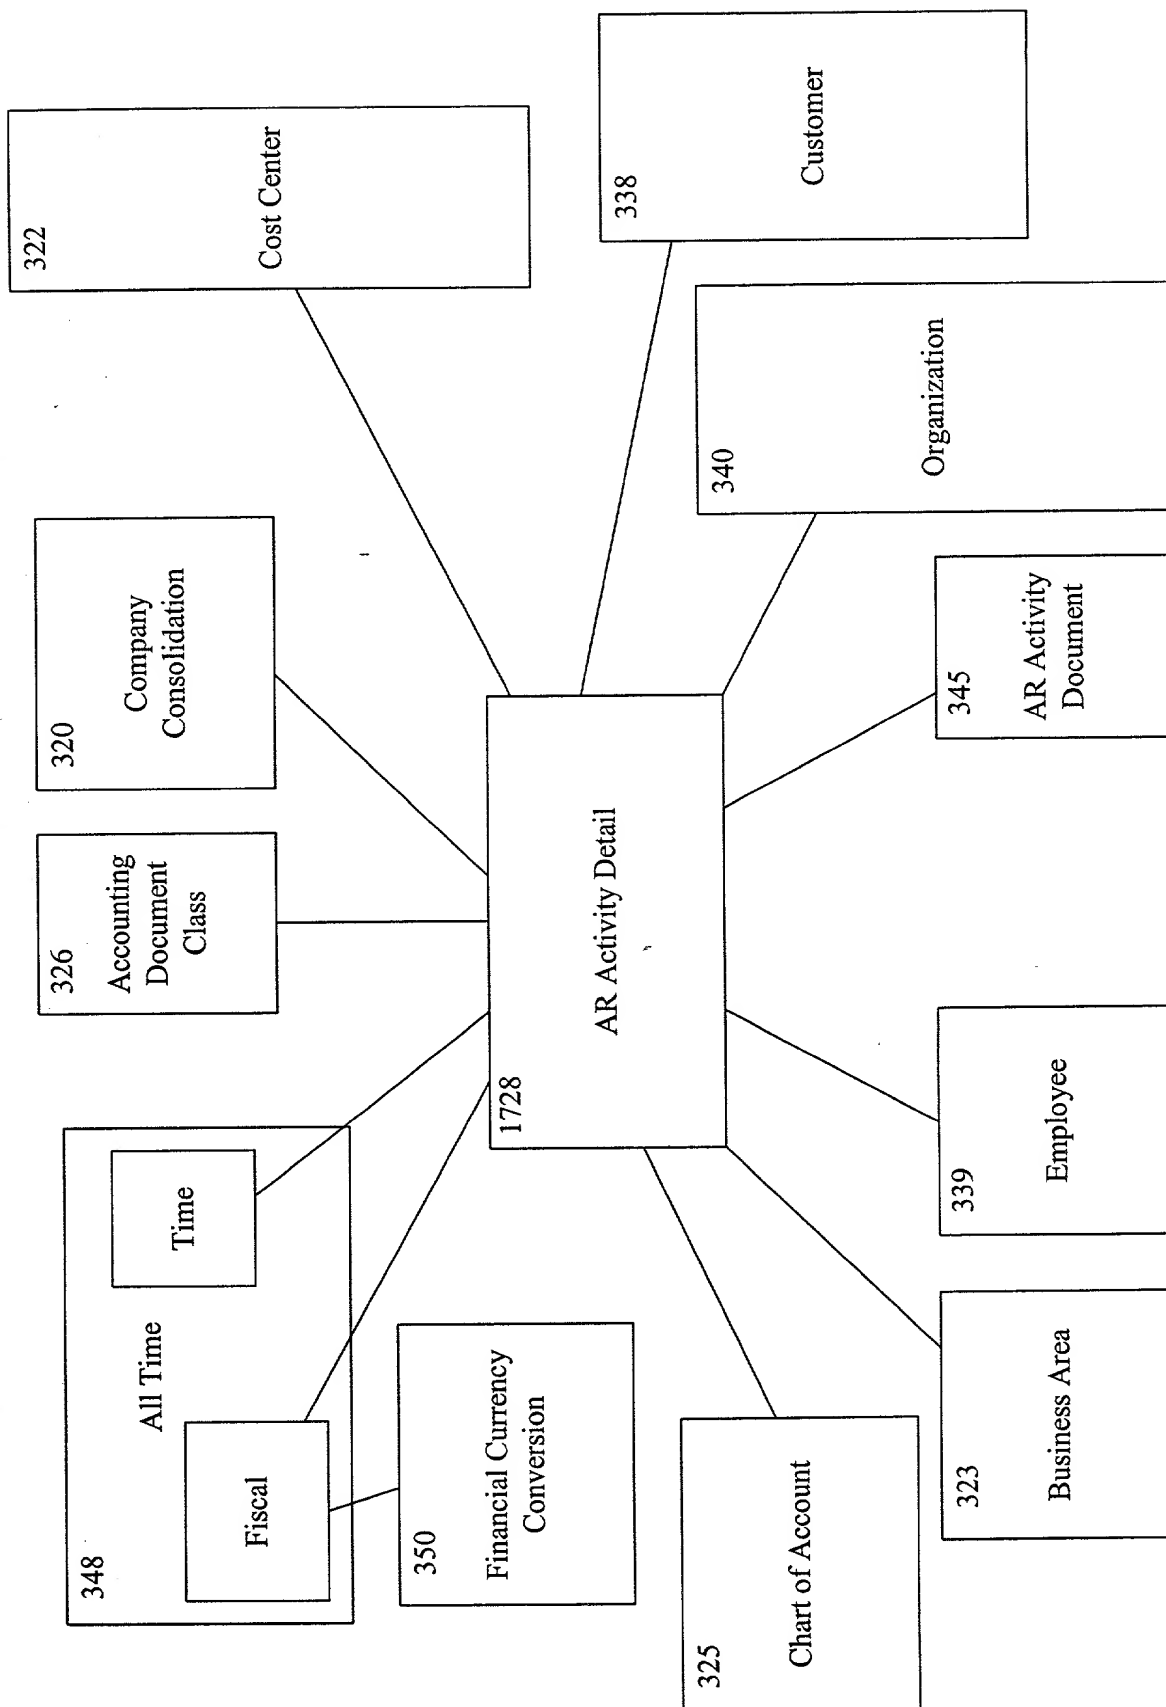 348
All Time
Fiscal
Time
326
Accounting
Document
Class
320
Company
Consolidation
322
Cost Center
350
Financial Currency
Conversion
1728
AR Activity Detail
338
Customer
325
Chart of Account
340
Organization
323
Business Area
339
Employee
345
AR Activity
Document